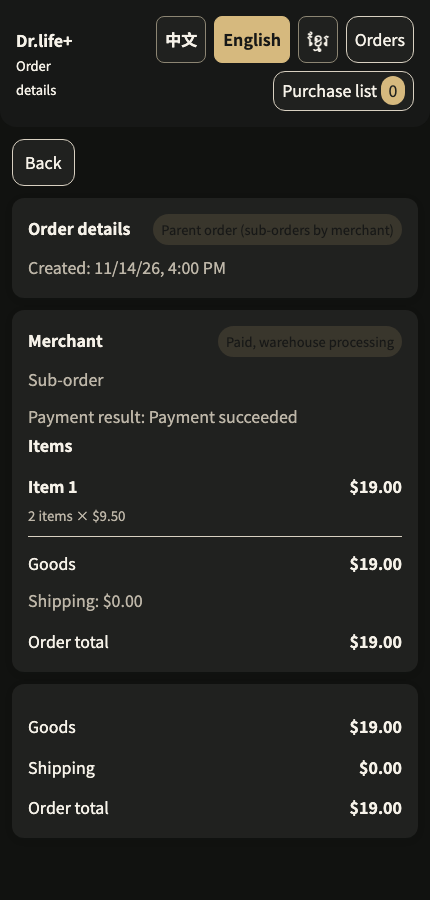 Dr.life+
Order
details
中文
English
ខ្មែរ
Orders
Purchase list 0
Back
Order details
Parent order (sub-orders by merchant)
Created: 11/14/26, 4:00 PM
Merchant
Paid, warehouse processing
Sub-order
Payment result: Payment succeeded
Items
Item 1 $19.00
2 items × $9.50
Goods $19.00
Shipping: $0.00
Order total $19.00
Goods $19.00
Shipping $0.00
Order total $19.00